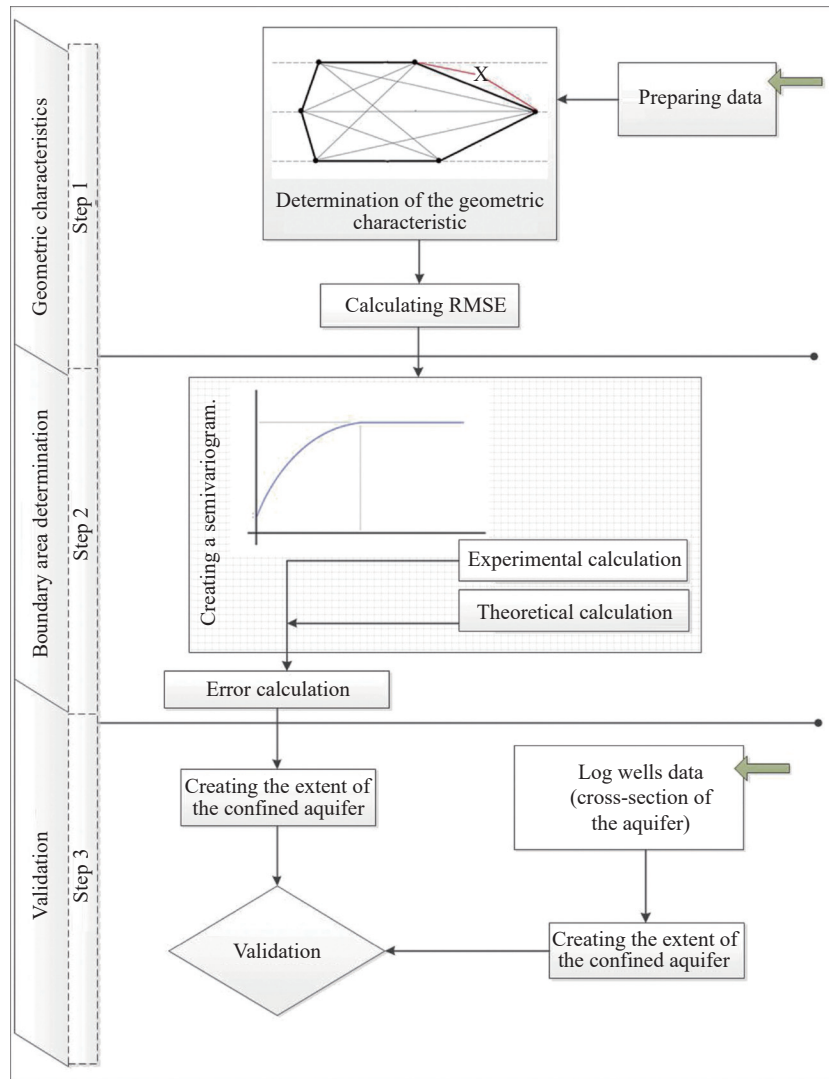 Geometric characteristics
Step 1
X
Preparing data
Determination of the geometric
characteristic
Calculating RMSE
Boundary area determination
Step 2
Creating a semivariogram.
Experimental calculation
Theoretical calculation
Error calculation
Validation
Step 3
Creating the extent of
the confined aquifer
Log wells data
(cross-section of
the aquifer)
Validation
Creating the extent of
the confined aquifer